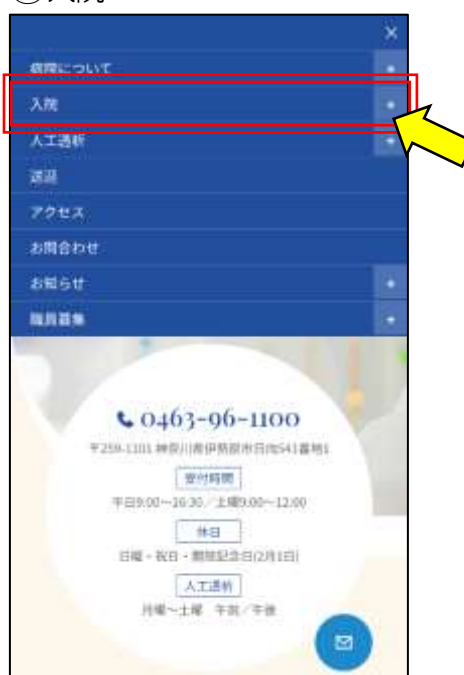 入院
×
病院について
+
入院
+
人工透析
+
送迎
アクセス
お問合わせ
お知らせ
+
職員募集
+
0463-96-1100
〒259-1101 神奈川県伊勢原市日向541番地1
受付時間
平日9:00~16:30／土曜9:00~12:00
休日
日曜・祝日・開院記念日(2月1日)
人工透析
月曜~土曜 午前／午後